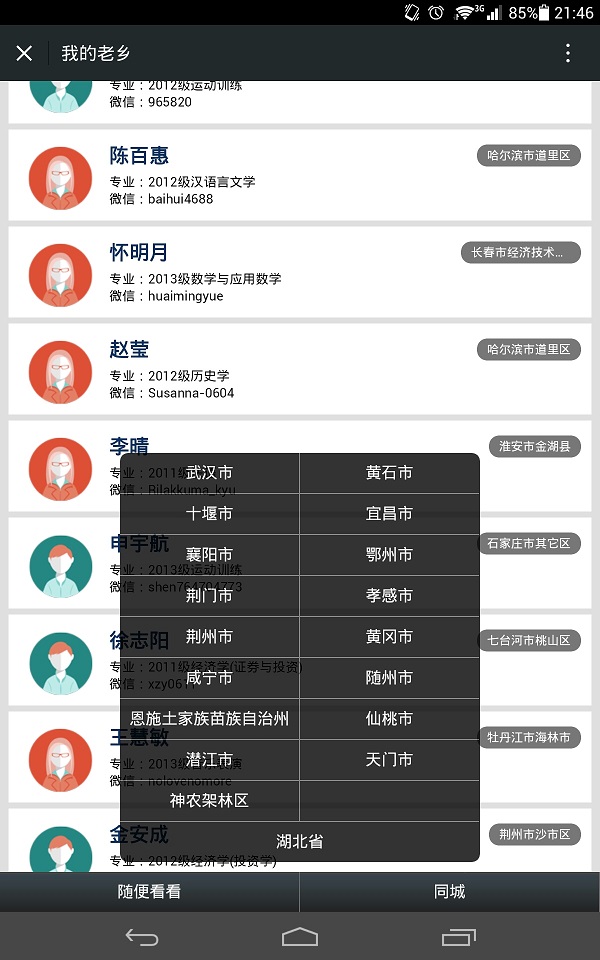 3G 85% 21:46
我的老乡
专业：2012级运动训练
微信：965820
陈百惠
哈尔滨市道里区
专业：2012级汉语言文学
微信：baihui4688
怀明月
长春市经济技术...
专业：2013级数学与应用数学
微信：huaimingyue
赵莹
哈尔滨市道里区
专业：2012级历史学
微信：Susanna-0604
李晴
淮安市金湖县
专业：2011级
微信：Rilakkuma_kyu
申宇航
石家庄市其它区
专业：2013级运动训练
微信：shen764704773
徐志阳
七台河市桃山区
专业：2011级经济学(证券与投资)
微信：xzy061
王慧敏
牡丹江市海林市
专业：2013级
微信：nolovenomore
金安成
荆州市沙市区
专业：2012级经济学(投资学)
武汉市 黄石市
十堰市 宜昌市
襄阳市 鄂州市
荆门市 孝感市
荆州市 黄冈市
咸宁市 随州市
恩施土家族苗族自治州 仙桃市
潜江市 天门市
神农架林区
湖北省
随便看看 同城